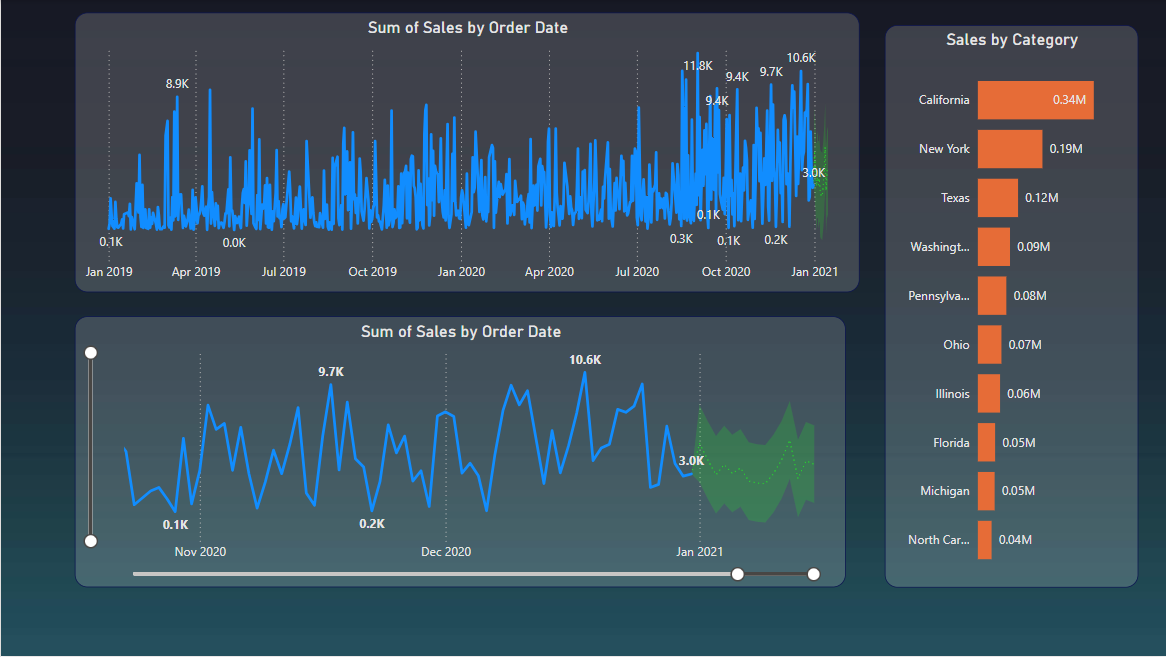 Sum of Sales by Order Date
11.8K
10.6K
9.7K
9.4K
8.9K
9.4K
3.0K
0.1K
0.3K
0.1K
0.2K
0.1K
0.0K
Jan 2019 Apr 2019 Jul 2019 Oct 2019 Jan 2020 Apr 2020 Jul 2020 Oct 2020 Jan 2021
Sum of Sales by Order Date
10.6K
9.7K
3.0K
0.1K
0.2K
Nov 2020 Dec 2020 Jan 2021
Sales by Category
California 0.34M
New York 0.19M
Texas 0.12M
Washingt... 0.09M
Pennsylva... 0.08M
Ohio 0.07M
Illinois 0.06M
Florida 0.05M
Michigan 0.05M
North Car... 0.04M